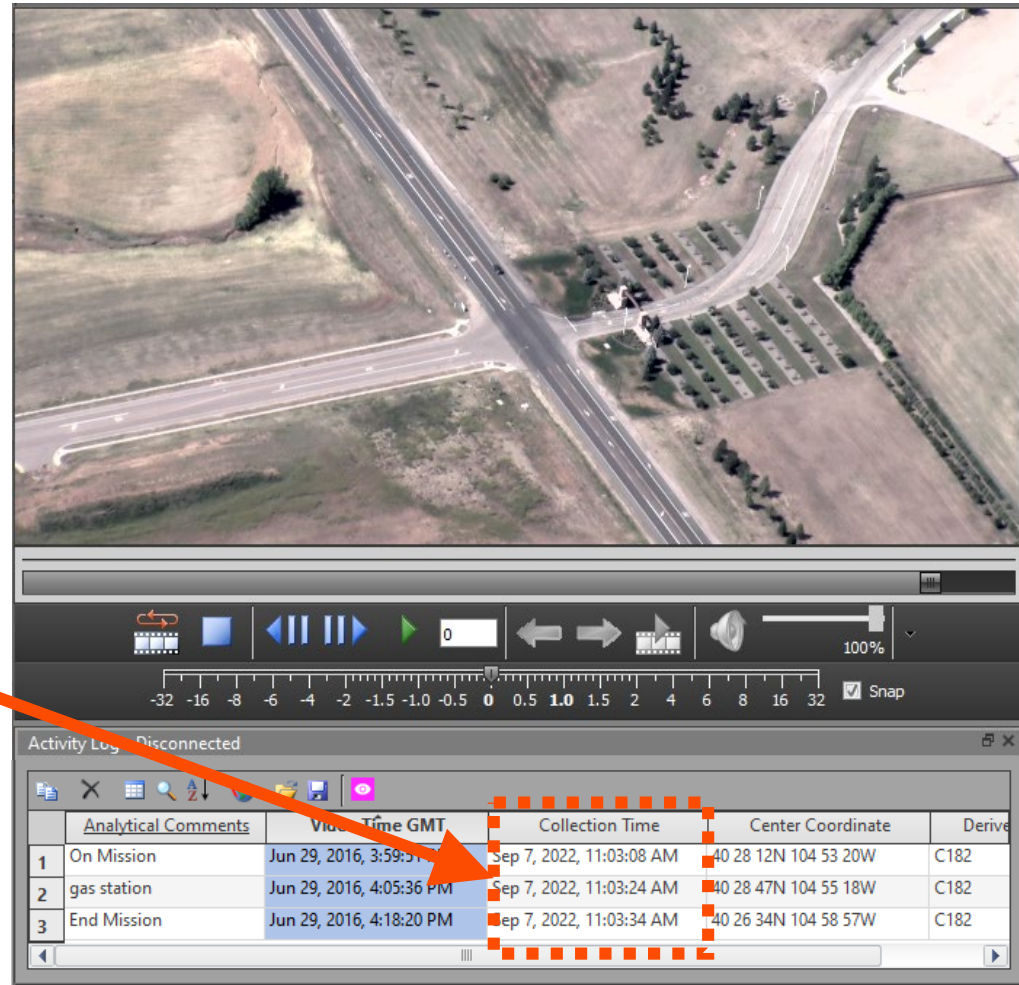 0
100%
-32 -16 -8 -6 -4 -2 -1.5 -1.0 -0.5 0 0.5 1.0 1.5 2 4 6 8 16 32 Snap
Activity Log Disconnected
Analytical Comments Video Time GMT Collection Time Center Coordinate Derive
1 On Mission Jun 29, 2016, 3:59:51 Sep 7, 2022, 11:03:08 AM 40 28 12N 104 53 20W C182
2 gas station Jun 29, 2016, 4:05:36 PM Sep 7, 2022, 11:03:24 AM 40 28 47N 104 55 18W C182
3 End Mission Jun 29, 2016, 4:18:20 PM Sep 7, 2022, 11:03:34 AM 40 26 34N 104 58 57W C182